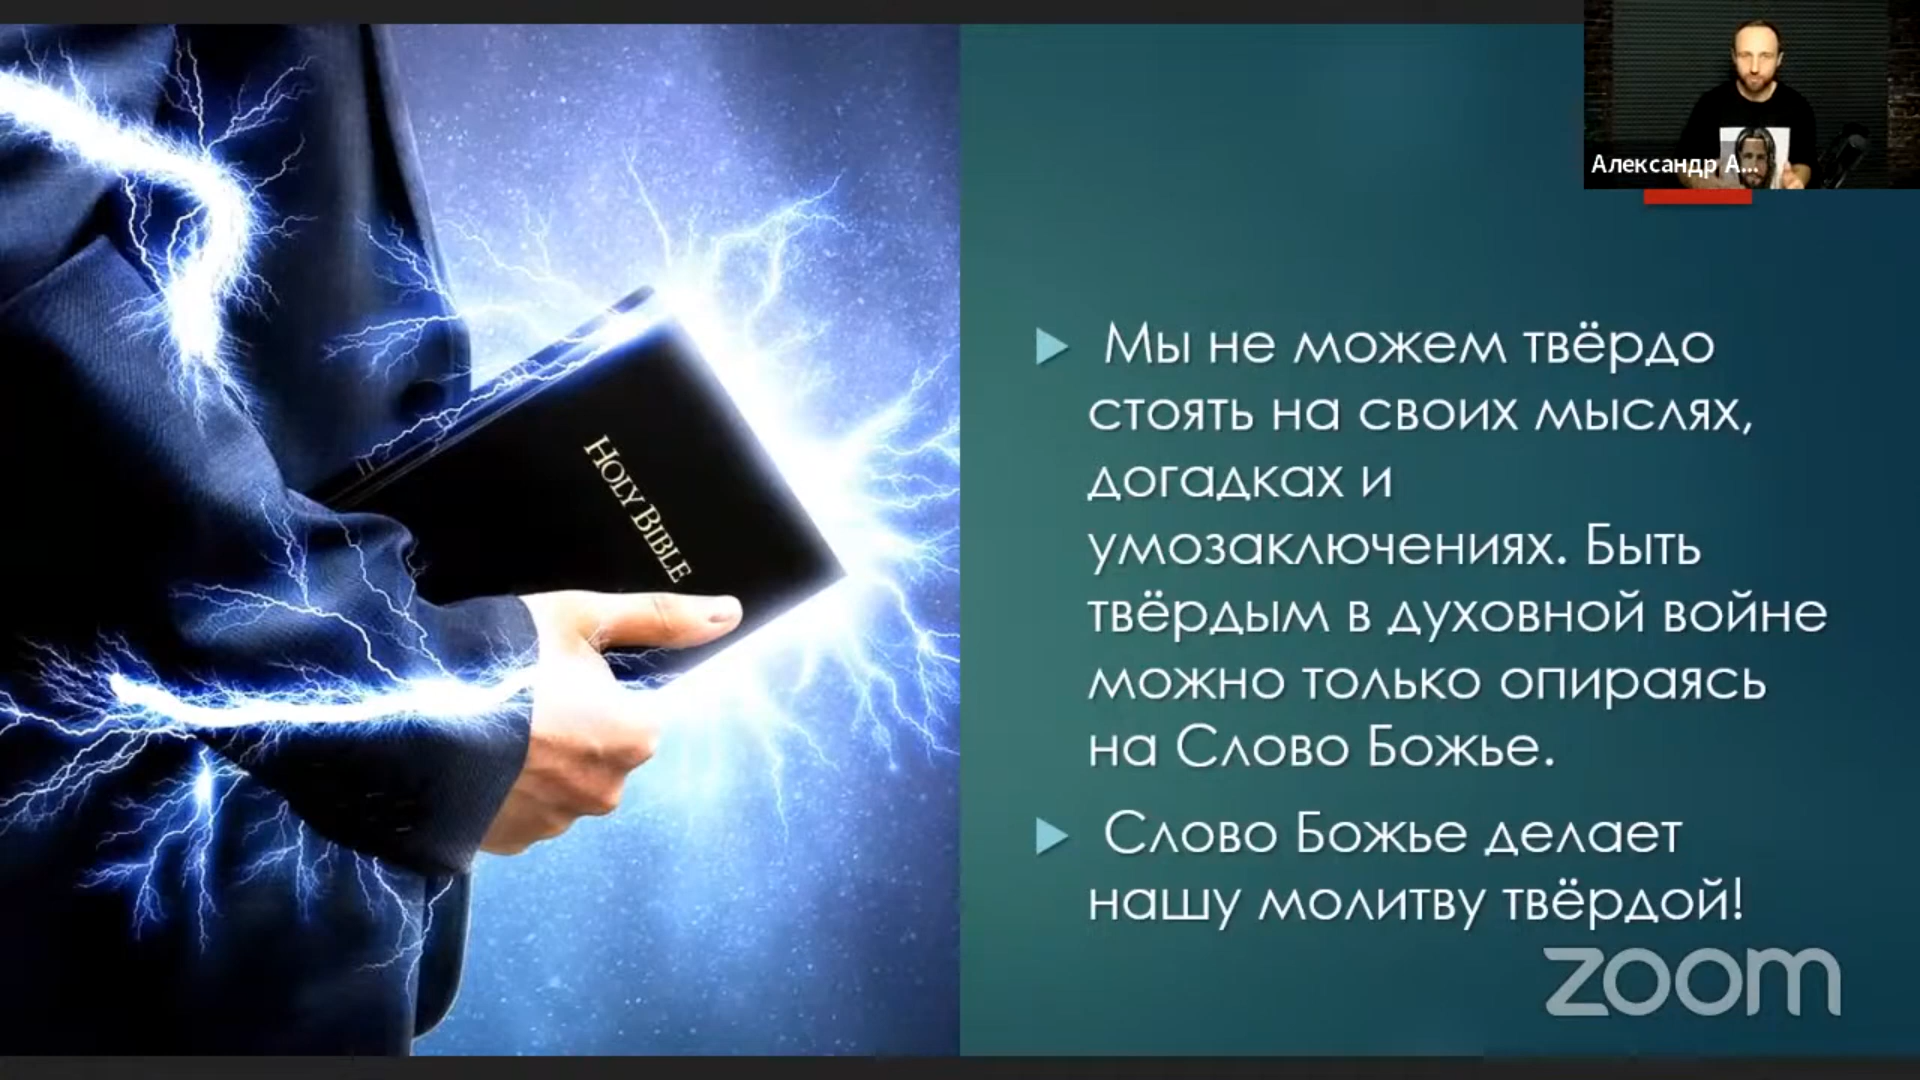 Александр А...
HOLY BIBLE
Мы не можем твёрдо
стоять на своих мыслях,
догадках и
умозаключениях. Быть
твёрдым в духовной войне
можно только опираясь
на Слово Божье.
Слово Божье делает
нашу молитву твёрдой!
zoom